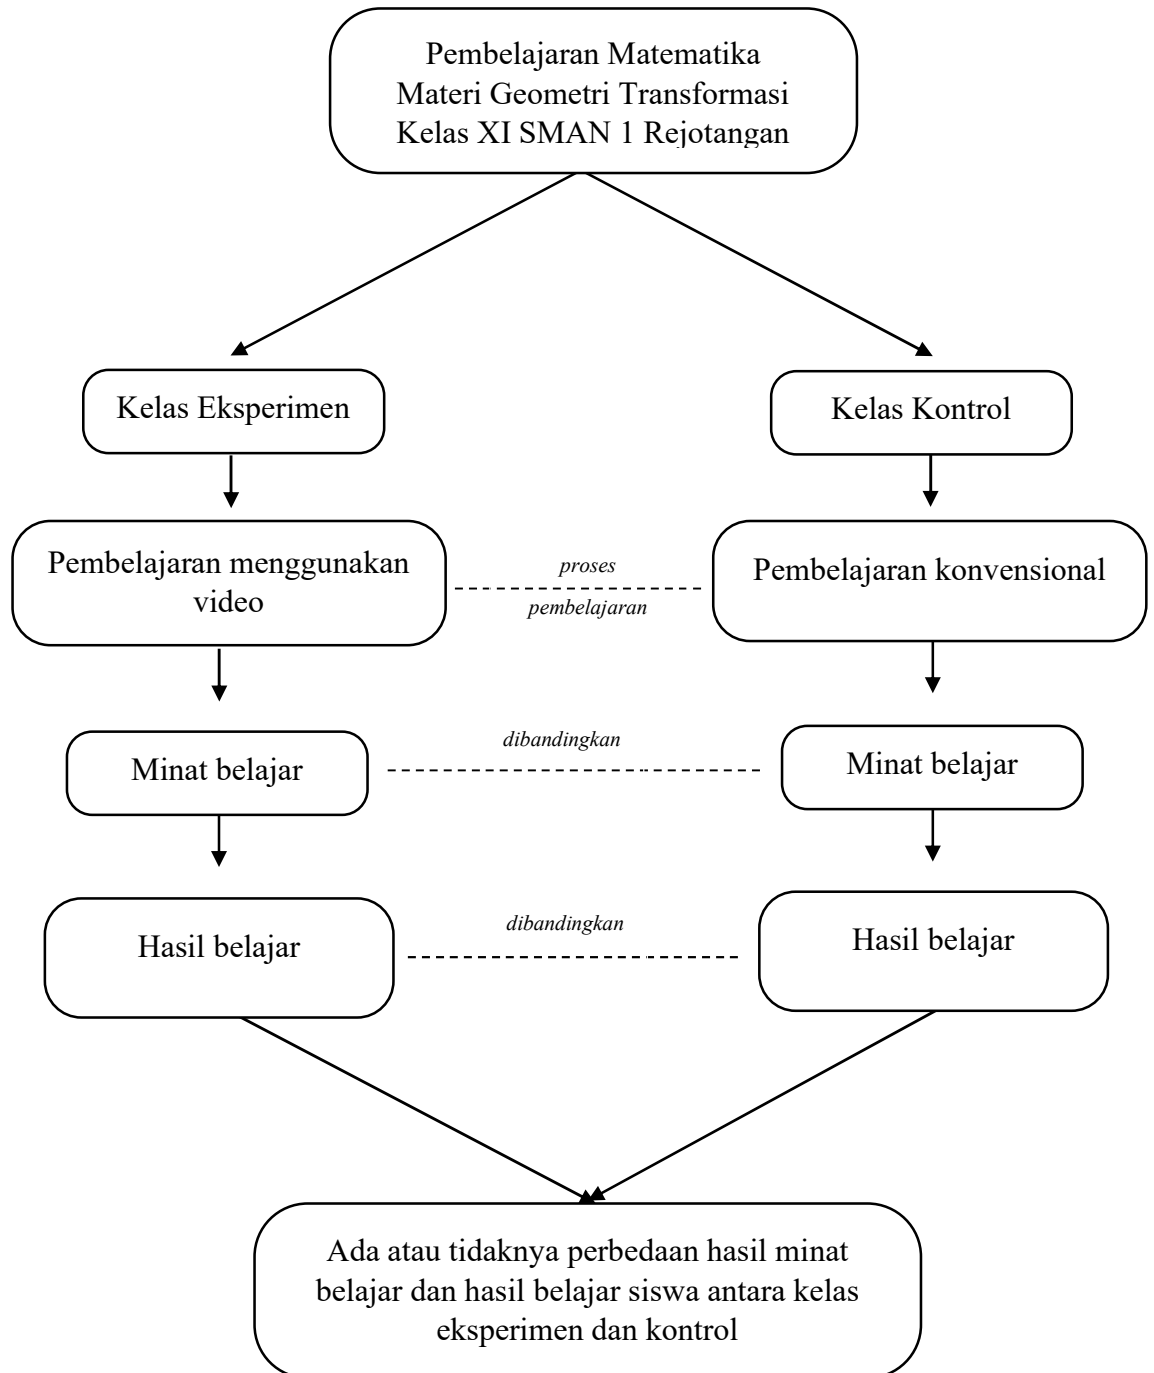 Pembelajaran Matematika
Materi Geometri Transformasi
Kelas XI SMAN 1 Rejotangan
Kelas Eksperimen
Kelas Kontrol
Pembelajaran menggunakan
video
proses
pembelajaran
Pembelajaran konvensional
Minat belajar
dibandingkan
Minat belajar
Hasil belajar
dibandingkan
Hasil belajar
Ada atau tidaknya perbedaan hasil minat
belajar dan hasil belajar siswa antara kelas
eksperimen dan kontrol